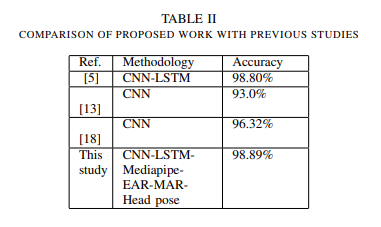 TABLE II
COMPARISON OF PROPOSED WORK WITH PREVIOUS STUDIES
Ref. Methodology Accuracy
[5] CNN-LSTM 98.80%
CNN 93.0%
[13]
CNN 96.32%
[18]
This CNN-LSTM- 98.89%
study Mediapipe-
EAR-MAR-
Head pose